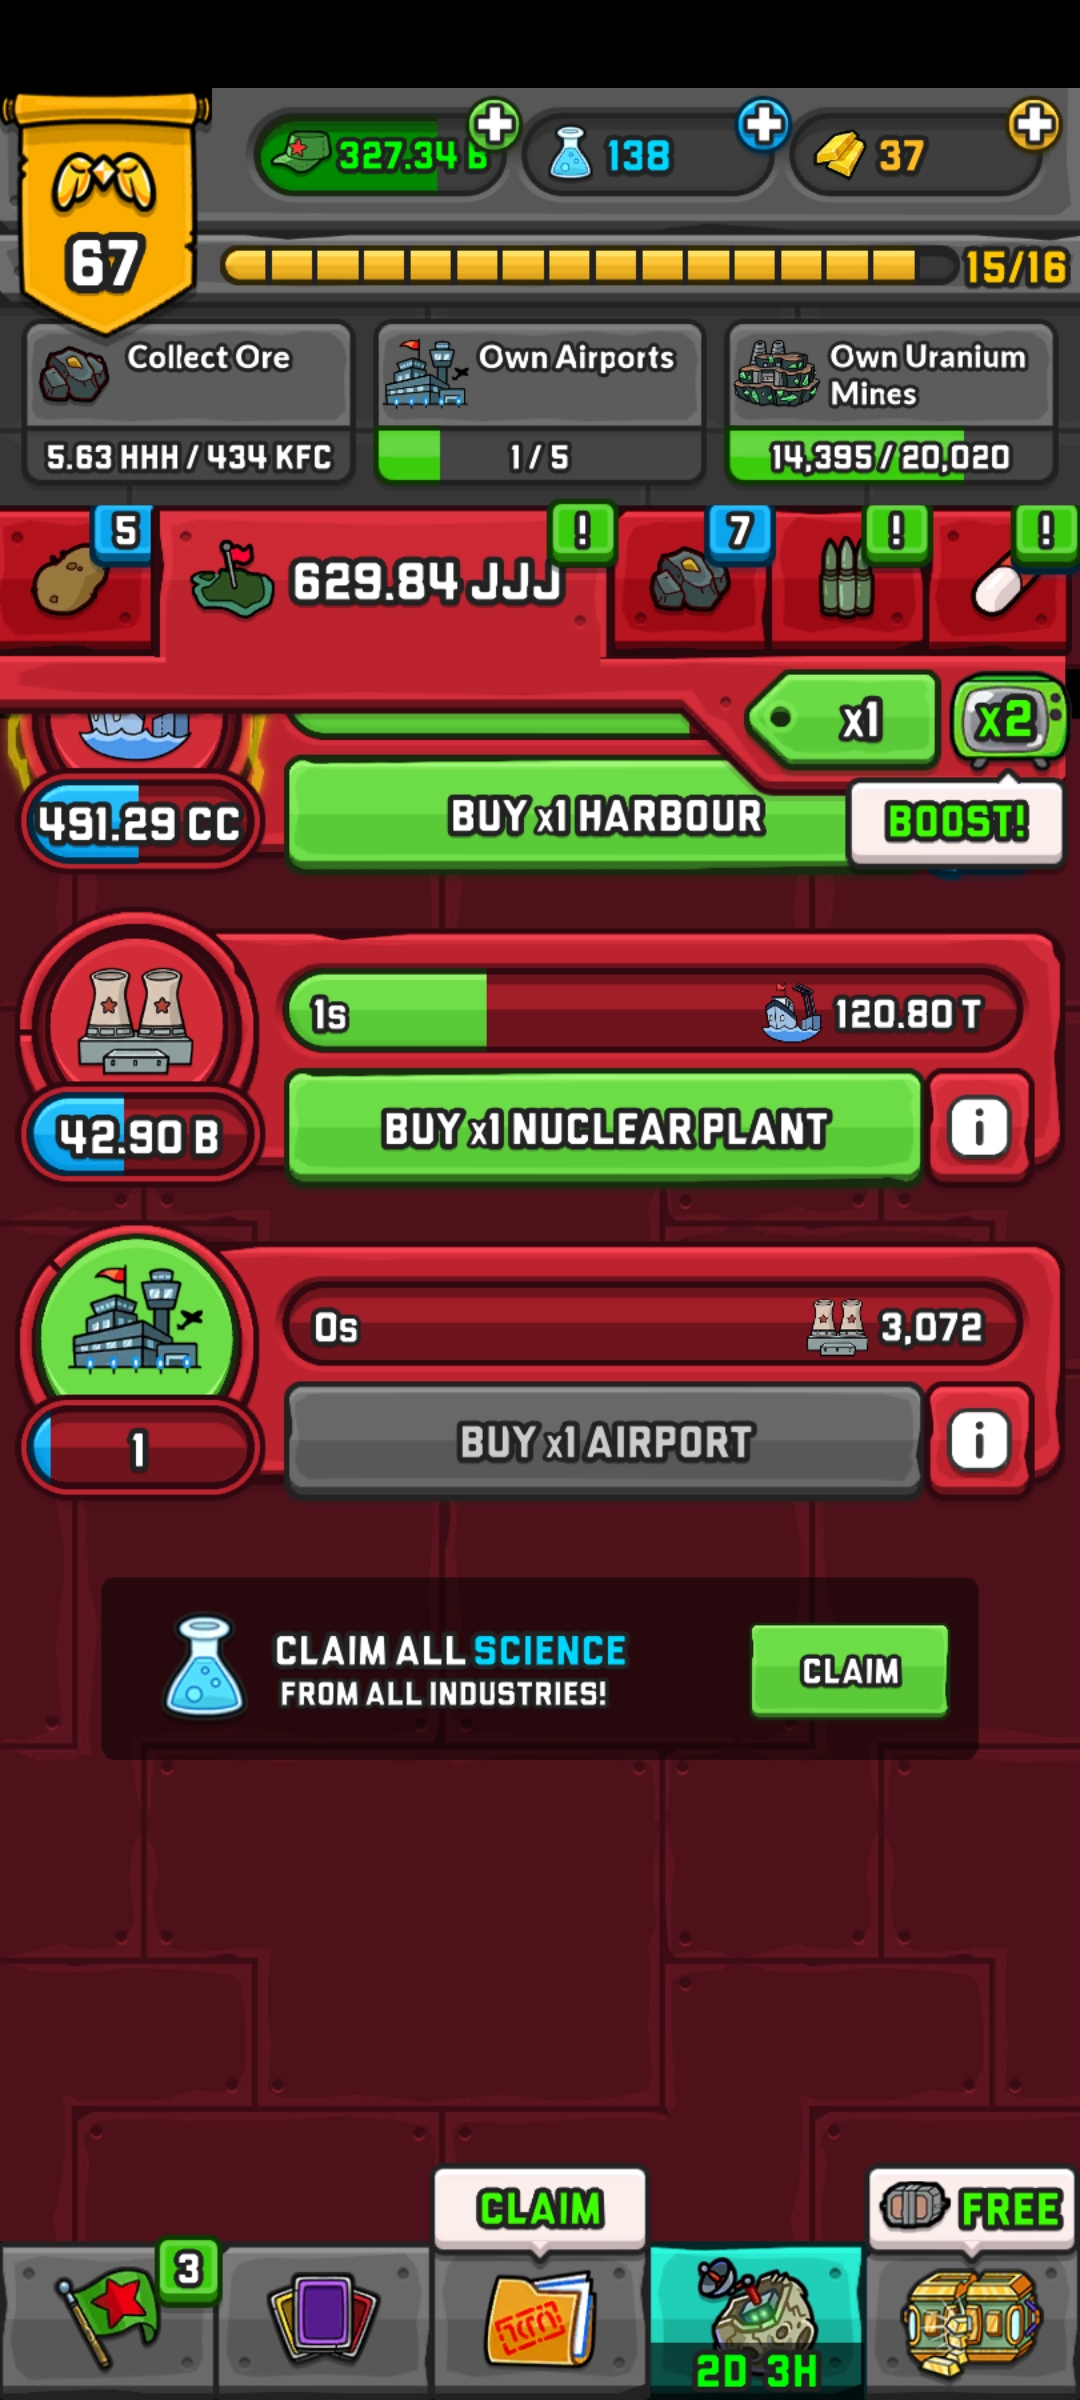 327.34 B
138
37
67
15/16
Collect Ore
5.63 HHH / 434 KFC
Own Airports
1 / 5
Own Uranium
Mines
14,395 / 20,020
5
629.84 JJJ
!
7
!
!
x1
x2
BOOST!
491.29 CC
BUY x1 HARBOUR
1s
120.80 T
42.90 B
BUY x1 NUCLEAR PLANT
i
0s
3,072
1
BUY x1 AIRPORT
i
CLAIM ALL SCIENCE
FROM ALL INDUSTRIES!
CLAIM
CLAIM
FREE
3
2D 3H